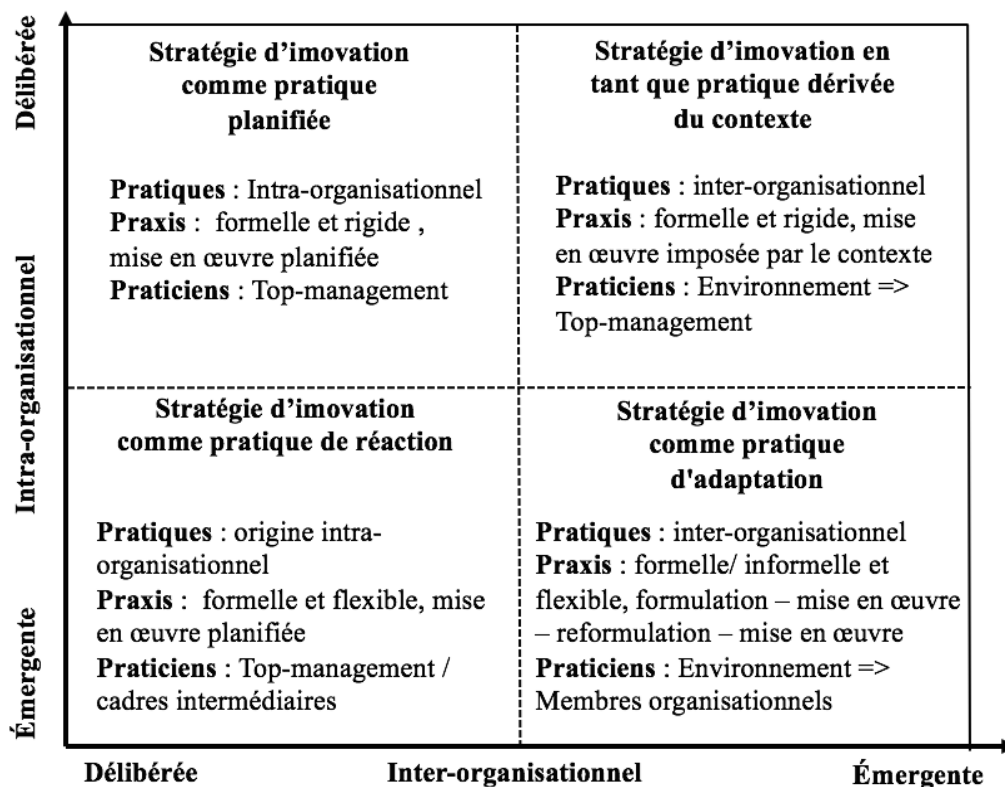 Délibérée
Intra-organisationnel
Émergente
Stratégie d'imovation
comme pratique
planifiée
Pratiques : Intra-organisationnel
Praxis : formelle et rigide ,
mise en œuvre planifiée
Praticiens : Top-management
Stratégie d'imovation en
tant que pratique dérivée
du contexte
Pratiques : inter-organisationnel
Praxis : formelle et rigide, mise
en œuvre imposée par le contexte
Praticiens : Environnement =>
Top-management
Stratégie d'imovation
comme pratique de réaction
Pratiques : origine intra-
organisationnel
Praxis : formelle et flexible, mise
en œuvre planifiée
Praticiens : Top-management /
cadres intermédiaires
Stratégie d'imovation
comme pratique
d'adaptation
Pratiques : inter-organisationnel
Praxis : formelle/ informelle et
flexible, formulation – mise en œuvre
– reformulation – mise en œuvre
Praticiens : Environnement =>
Membres organisationnels
Délibérée
Inter-organisationnel
Émergente